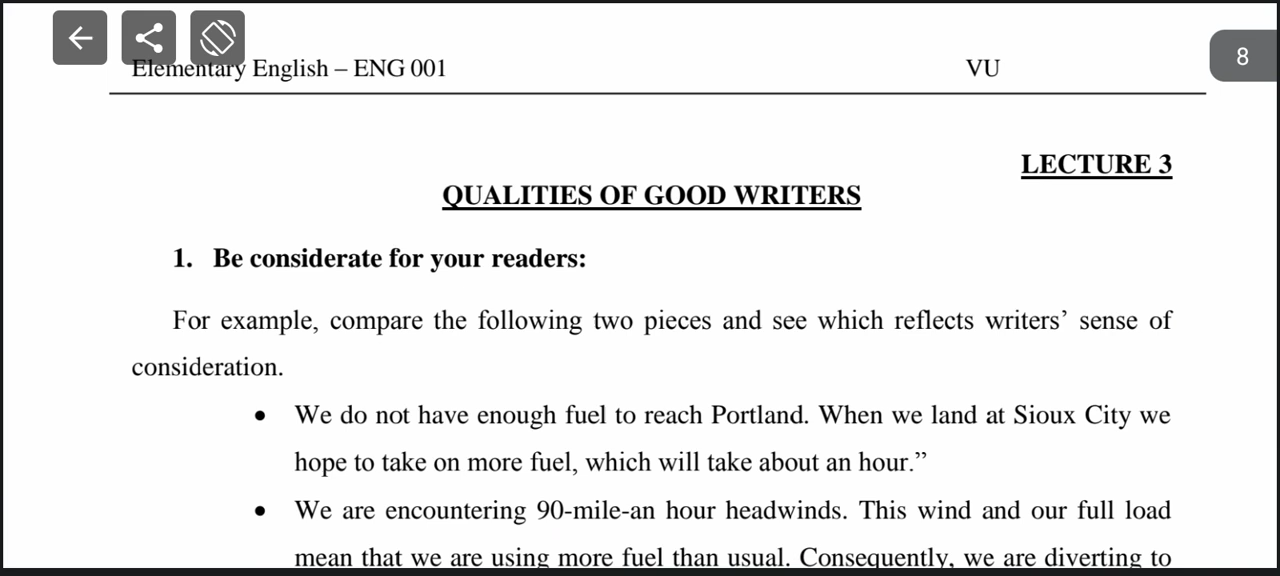 Elementary English – ENG 001 VU
8
LECTURE 3
QUALITIES OF GOOD WRITERS
1. Be considerate for your readers:
For example, compare the following two pieces and see which reflects writers’ sense of
consideration.
• We do not have enough fuel to reach Portland. When we land at Sioux City we
hope to take on more fuel, which will take about an hour.”
• We are encountering 90-mile-an hour headwinds. This wind and our full load
mean that we are using more fuel than usual. Consequently, we are diverting to